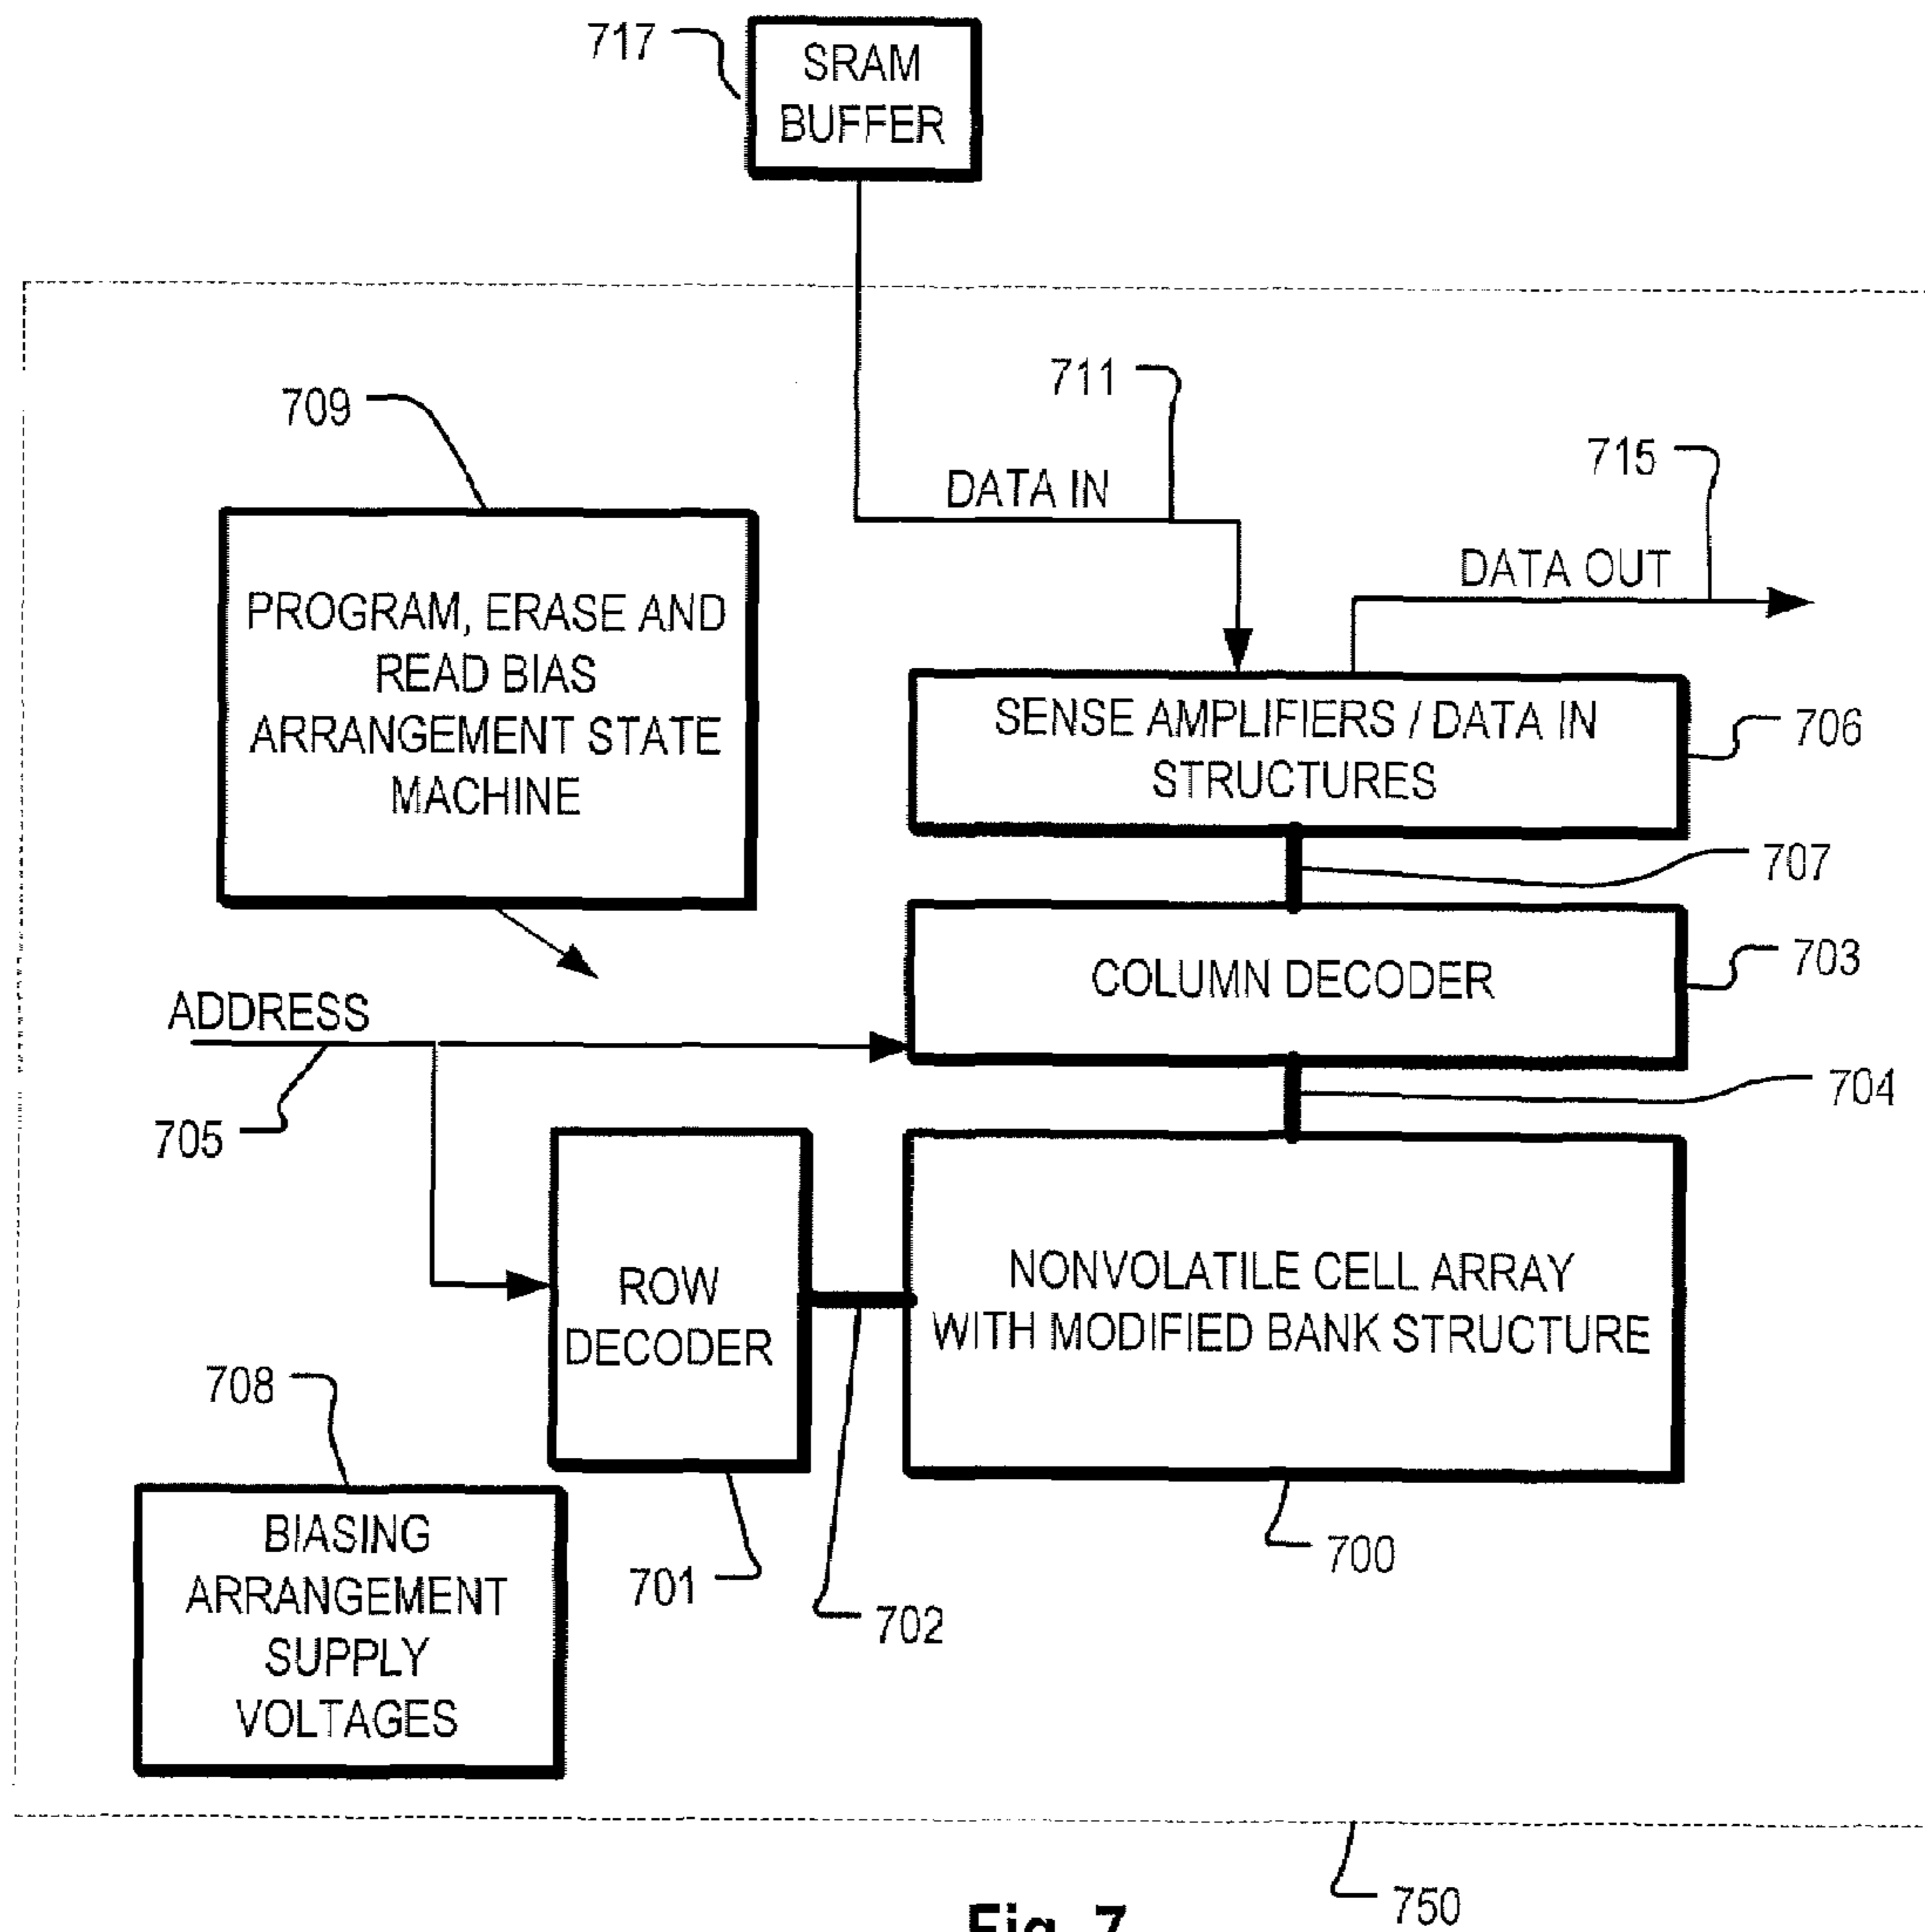 717
SRAM
BUFFER
711
709
715
DATA IN
DATA OUT
PROGRAM, ERASE AND
READ BIAS
ARRANGEMENT STATE
MACHINE
SENSE AMPLIFIERS / DATA IN
STRUCTURES
706
707
COLUMN DECODER
703
ADDRESS
705
704
ROW
DECODER
NONVOLATILE CELL ARRAY
WITH MODIFIED BANK STRUCTURE
708
BIASING
ARRANGEMENT
SUPPLY
VOLTAGES
701
702
700
750
Fig. 7